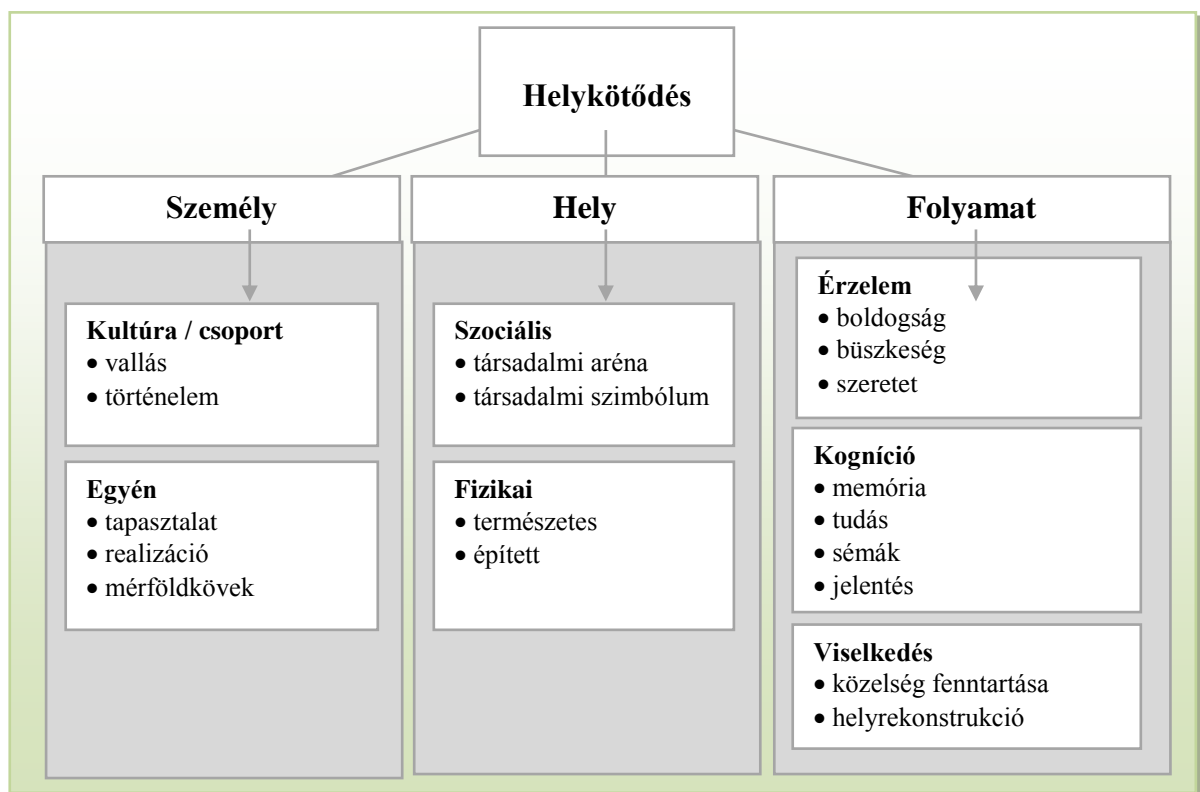 Helykötődés
Személy
Kultúra / csoport
• vallás
• történelem
Egyén
• tapasztalat
• realizáció
• mérföldkövek
Hely
Szociális
• társadalmi aréna
• társadalmi szimbólum
Fizikai
• természetes
• épített
Folyamat
Érzelem
• boldogság
• büszkeség
• szeretet
Kogníció
• memória
• tudás
• sémák
• jelentés
Viselkedés
• közelség fenntartása
• helyrekonstrukció